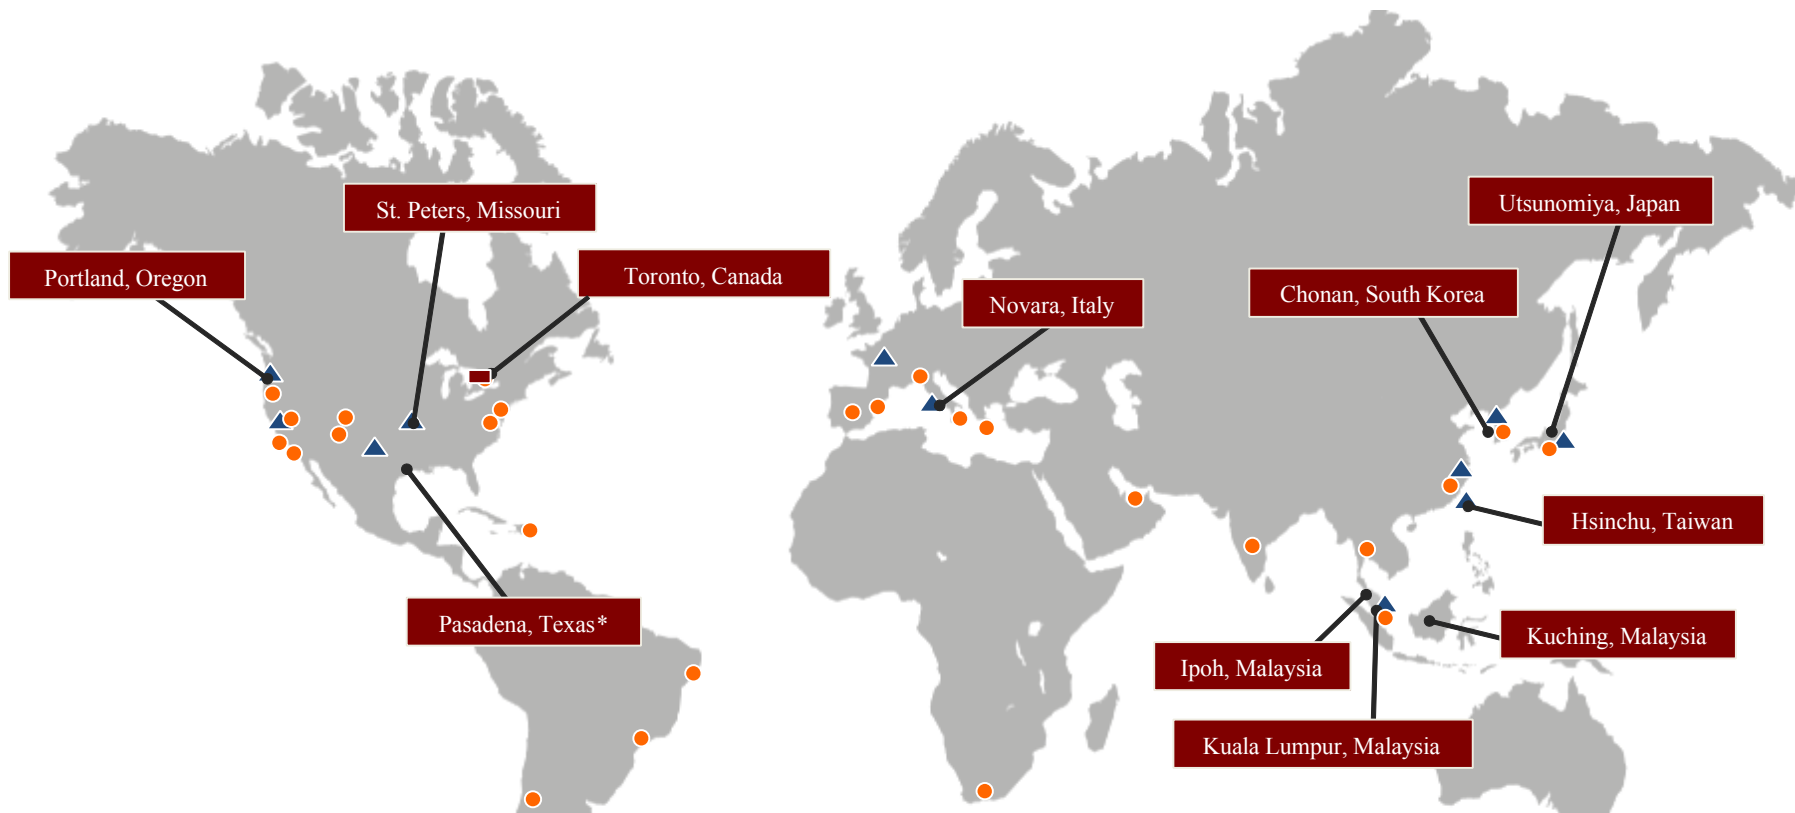 St. Peters, Missouri
Utsunomiya, Japan
Portland, Oregon
Toronto, Canada
Novara, Italy
Chonan, South Korea
Hsinchu, Taiwan
Pasadena, Texas*
Kuching, Malaysia
Ipoh, Malaysia
Kuala Lumpur, Malaysia